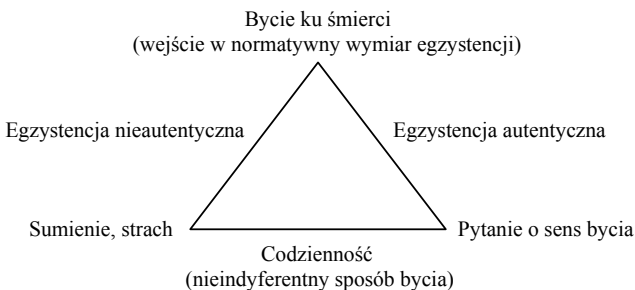 Bycie ku śmierci
(wejście w normatywny wymiar egzystencji)
Egzystencja nieautentyczna
Egzystencja autentyczna
Sumienie, strach
Pytanie o sens bycia
Codzienność
(nieindyferentny sposób bycia)